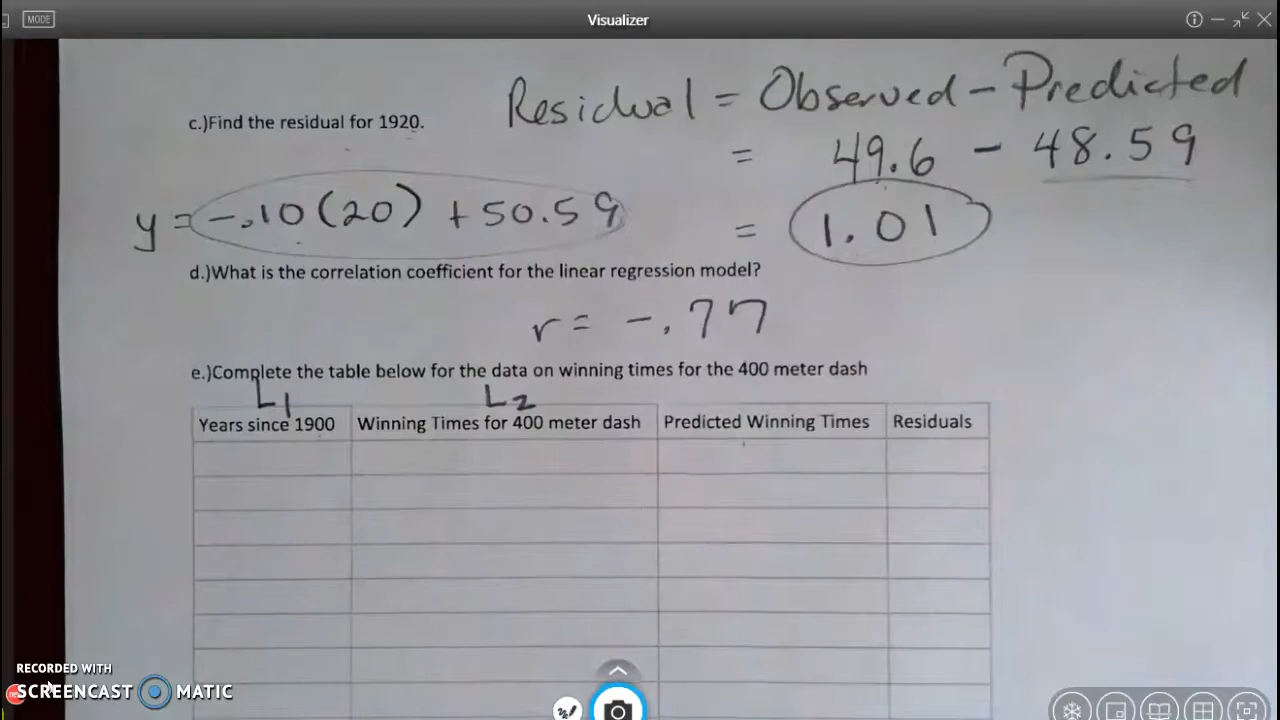 MODE
Visualizer
Residual = Observed - Predicted
c.)Find the residual for 1920.
= 49.6 - 48.59
y = -.10(20) +50.59
= 1.01
d.)What is the correlation coefficient for the linear regression model?
r = -.77
e.)Complete the table below for the data on winning times for the 400 meter dash
L1 L2
Years since 1900 Winning Times for 400 meter dash Predicted Winning Times Residuals
RECORDED WITH
SCREENCAST MATIC